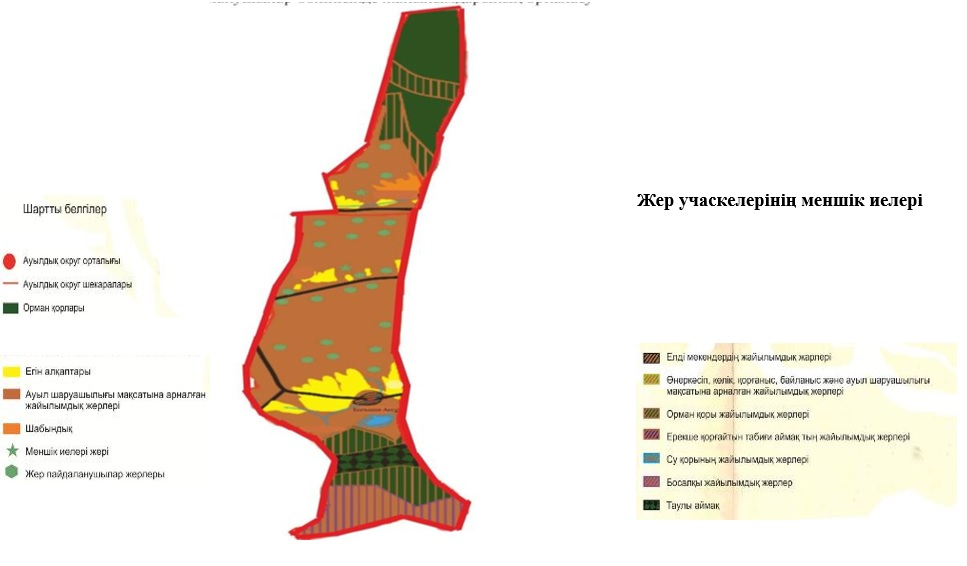 Жер учаскелерінің меншік иелері
Шартты белгілер
Ауылдық округ орталығы
Ауылдық округ шекаралары
Орман қорлары
Егін алқаптары
Ауыл шаруашылығы мақсатына арналған
жайылымдық жерлері
Шабындық
Меншік иелері жері
Жер пайдаланушылар жерлеры
Елді мекендердің жайылымдық жерлері
Өнеркәсіп, көлік, қорғаныс, байланыс және ауыл шаруашылығы
мақсатына арналған жайылымдық жерлері
Орман қоры жайылымдық жерлері
Ерекше қорғайтын табиғи аймақ тың жайылымдық жерлері
Су қорының жайылымдық жерлері
Босалқы жайылымдық жерлер
Таулы аймақ